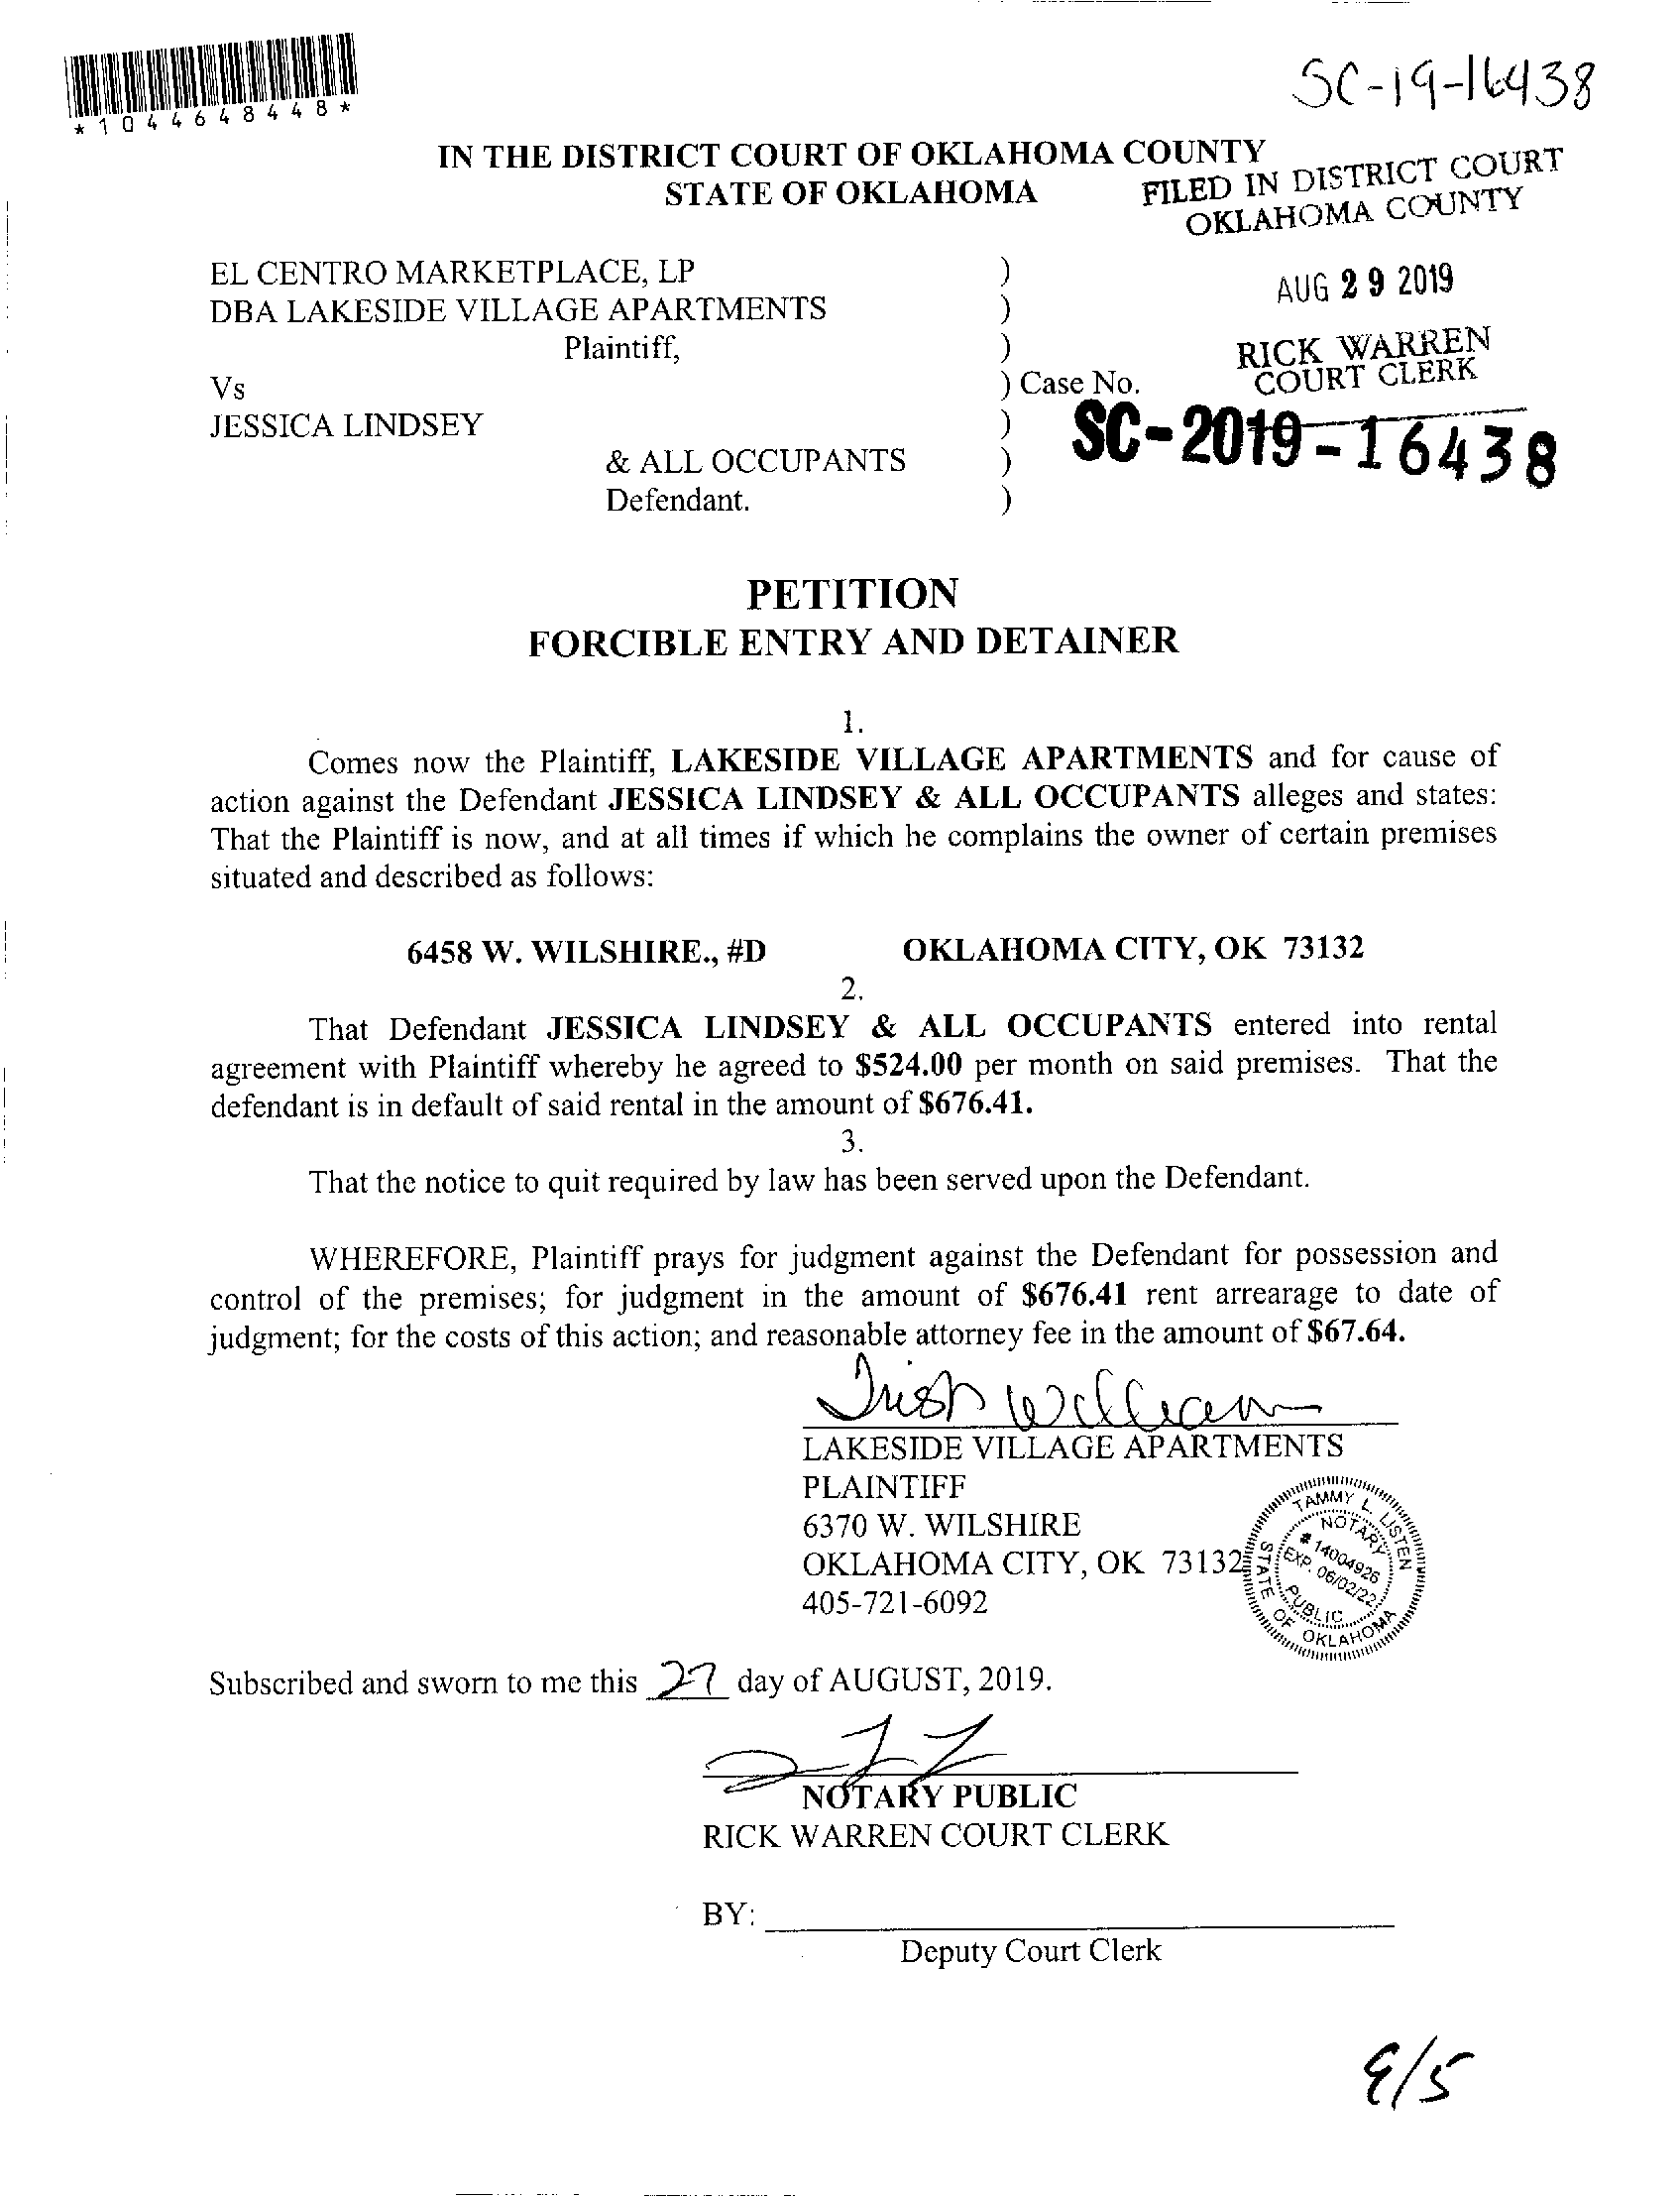 SC-19-16438
*1044648448*
IN THE DISTRICT COURT OF OKLAHOMA COUNTY
STATE OF OKLAHOMA
FILED IN DISTRICT COURT
OKLAHOMA COUNTY
AUG 29 2019
RICK WARREN
COURT CLERK
EL CENTRO MARKETPLACE, LP )
DBA LAKESIDE VILLAGE APARTMENTS )
Plaintiff, )
Vs ) Case No.
JESSICA LINDSEY ) SC-2019-16438
& ALL OCCUPANTS )
Defendant. )
PETITION
FORCIBLE ENTRY AND DETAINER
1.
Comes now the Plaintiff, LAKESIDE VILLAGE APARTMENTS and for cause of
action against the Defendant JESSICA LINDSEY & ALL OCCUPANTS alleges and states:
That the Plaintiff is now, and at all times if which he complains the owner of certain premises
situated and described as follows:
6458 W. WILSHIRE., #D OKLAHOMA CITY, OK 73132
2.
That Defendant JESSICA LINDSEY & ALL OCCUPANTS entered into rental
agreement with Plaintiff whereby he agreed to $524.00 per month on said premises. That the
defendant is in default of said rental in the amount of $676.41.
3.
That the notice to quit required by law has been served upon the Defendant.
WHEREFORE, Plaintiff prays for judgment against the Defendant for possession and
control of the premises; for judgment in the amount of $676.41 rent arrearage to date of
judgment; for the costs of this action; and reasonable attorney fee in the amount of $67.64.
Trish William
LAKESIDE VILLAGE APARTMENTS
PLAINTIFF
6370 W. WILSHIRE
OKLAHOMA CITY, OK 73132
405-721-6092
TAMMY L. LISTEN
NOTARY
# 14004926
EXP. 06/02/22
PUBLIC
STATE OF OKLAHOMA
Subscribed and sworn to me this 27 day of AUGUST, 2019.
NOTARY PUBLIC
RICK WARREN COURT CLERK
BY:
Deputy Court Clerk
9/5